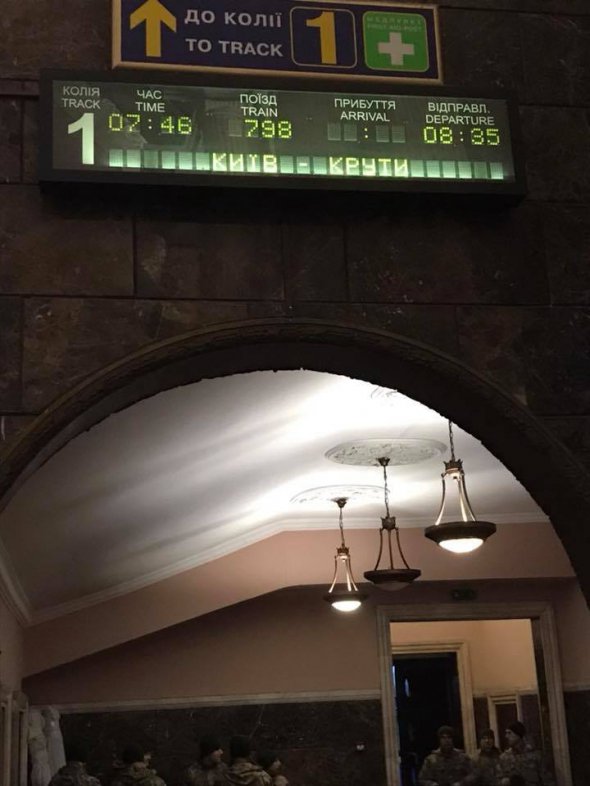 ДО КОЛІЇ
TO TRACK
1
МЕДПУНКТ
FIRST-AID-POST
КОЛІЯ
TRACK
1
ЧАС
TIME
07:46
ПОЇЗД
TRAIN
798
ПРИБУТТЯ
ARRIVAL
:
ВІДПРАВЛ.
DEPARTURE
08:35
КИЇВ - КРУТИ